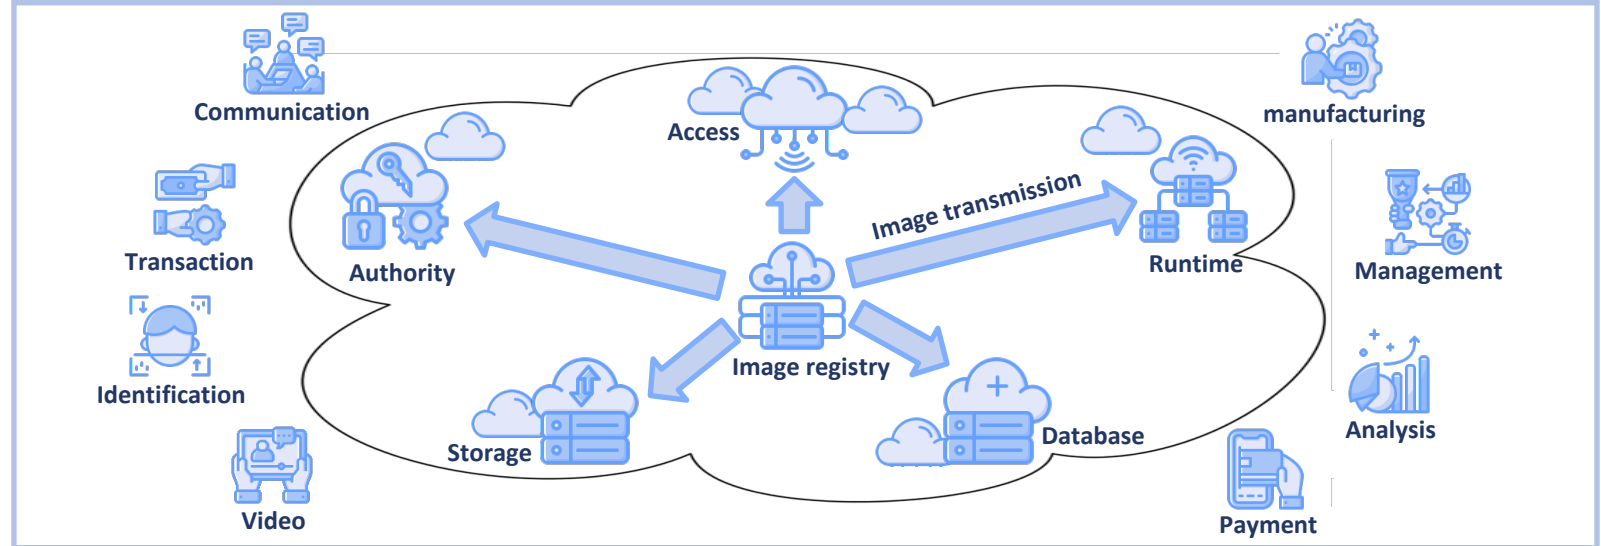 Communication
manufacturing
Access
Image transmission
Transaction
Authority
Runtime
Management
Identification
Image registry
Storage
Database
Analysis
Video
Payment